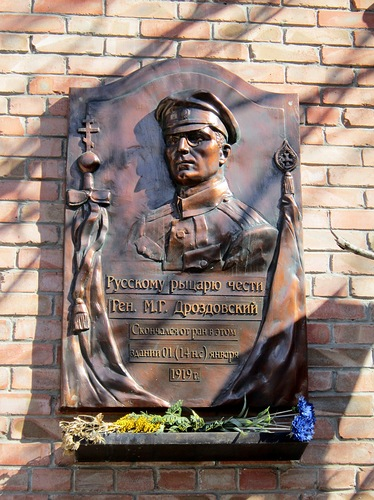 Русскому рыцарю чести
Ген. М.Г. Дроздовский
Скончался от ран в этом
здании 01. (14 н.с) января
1919 г.